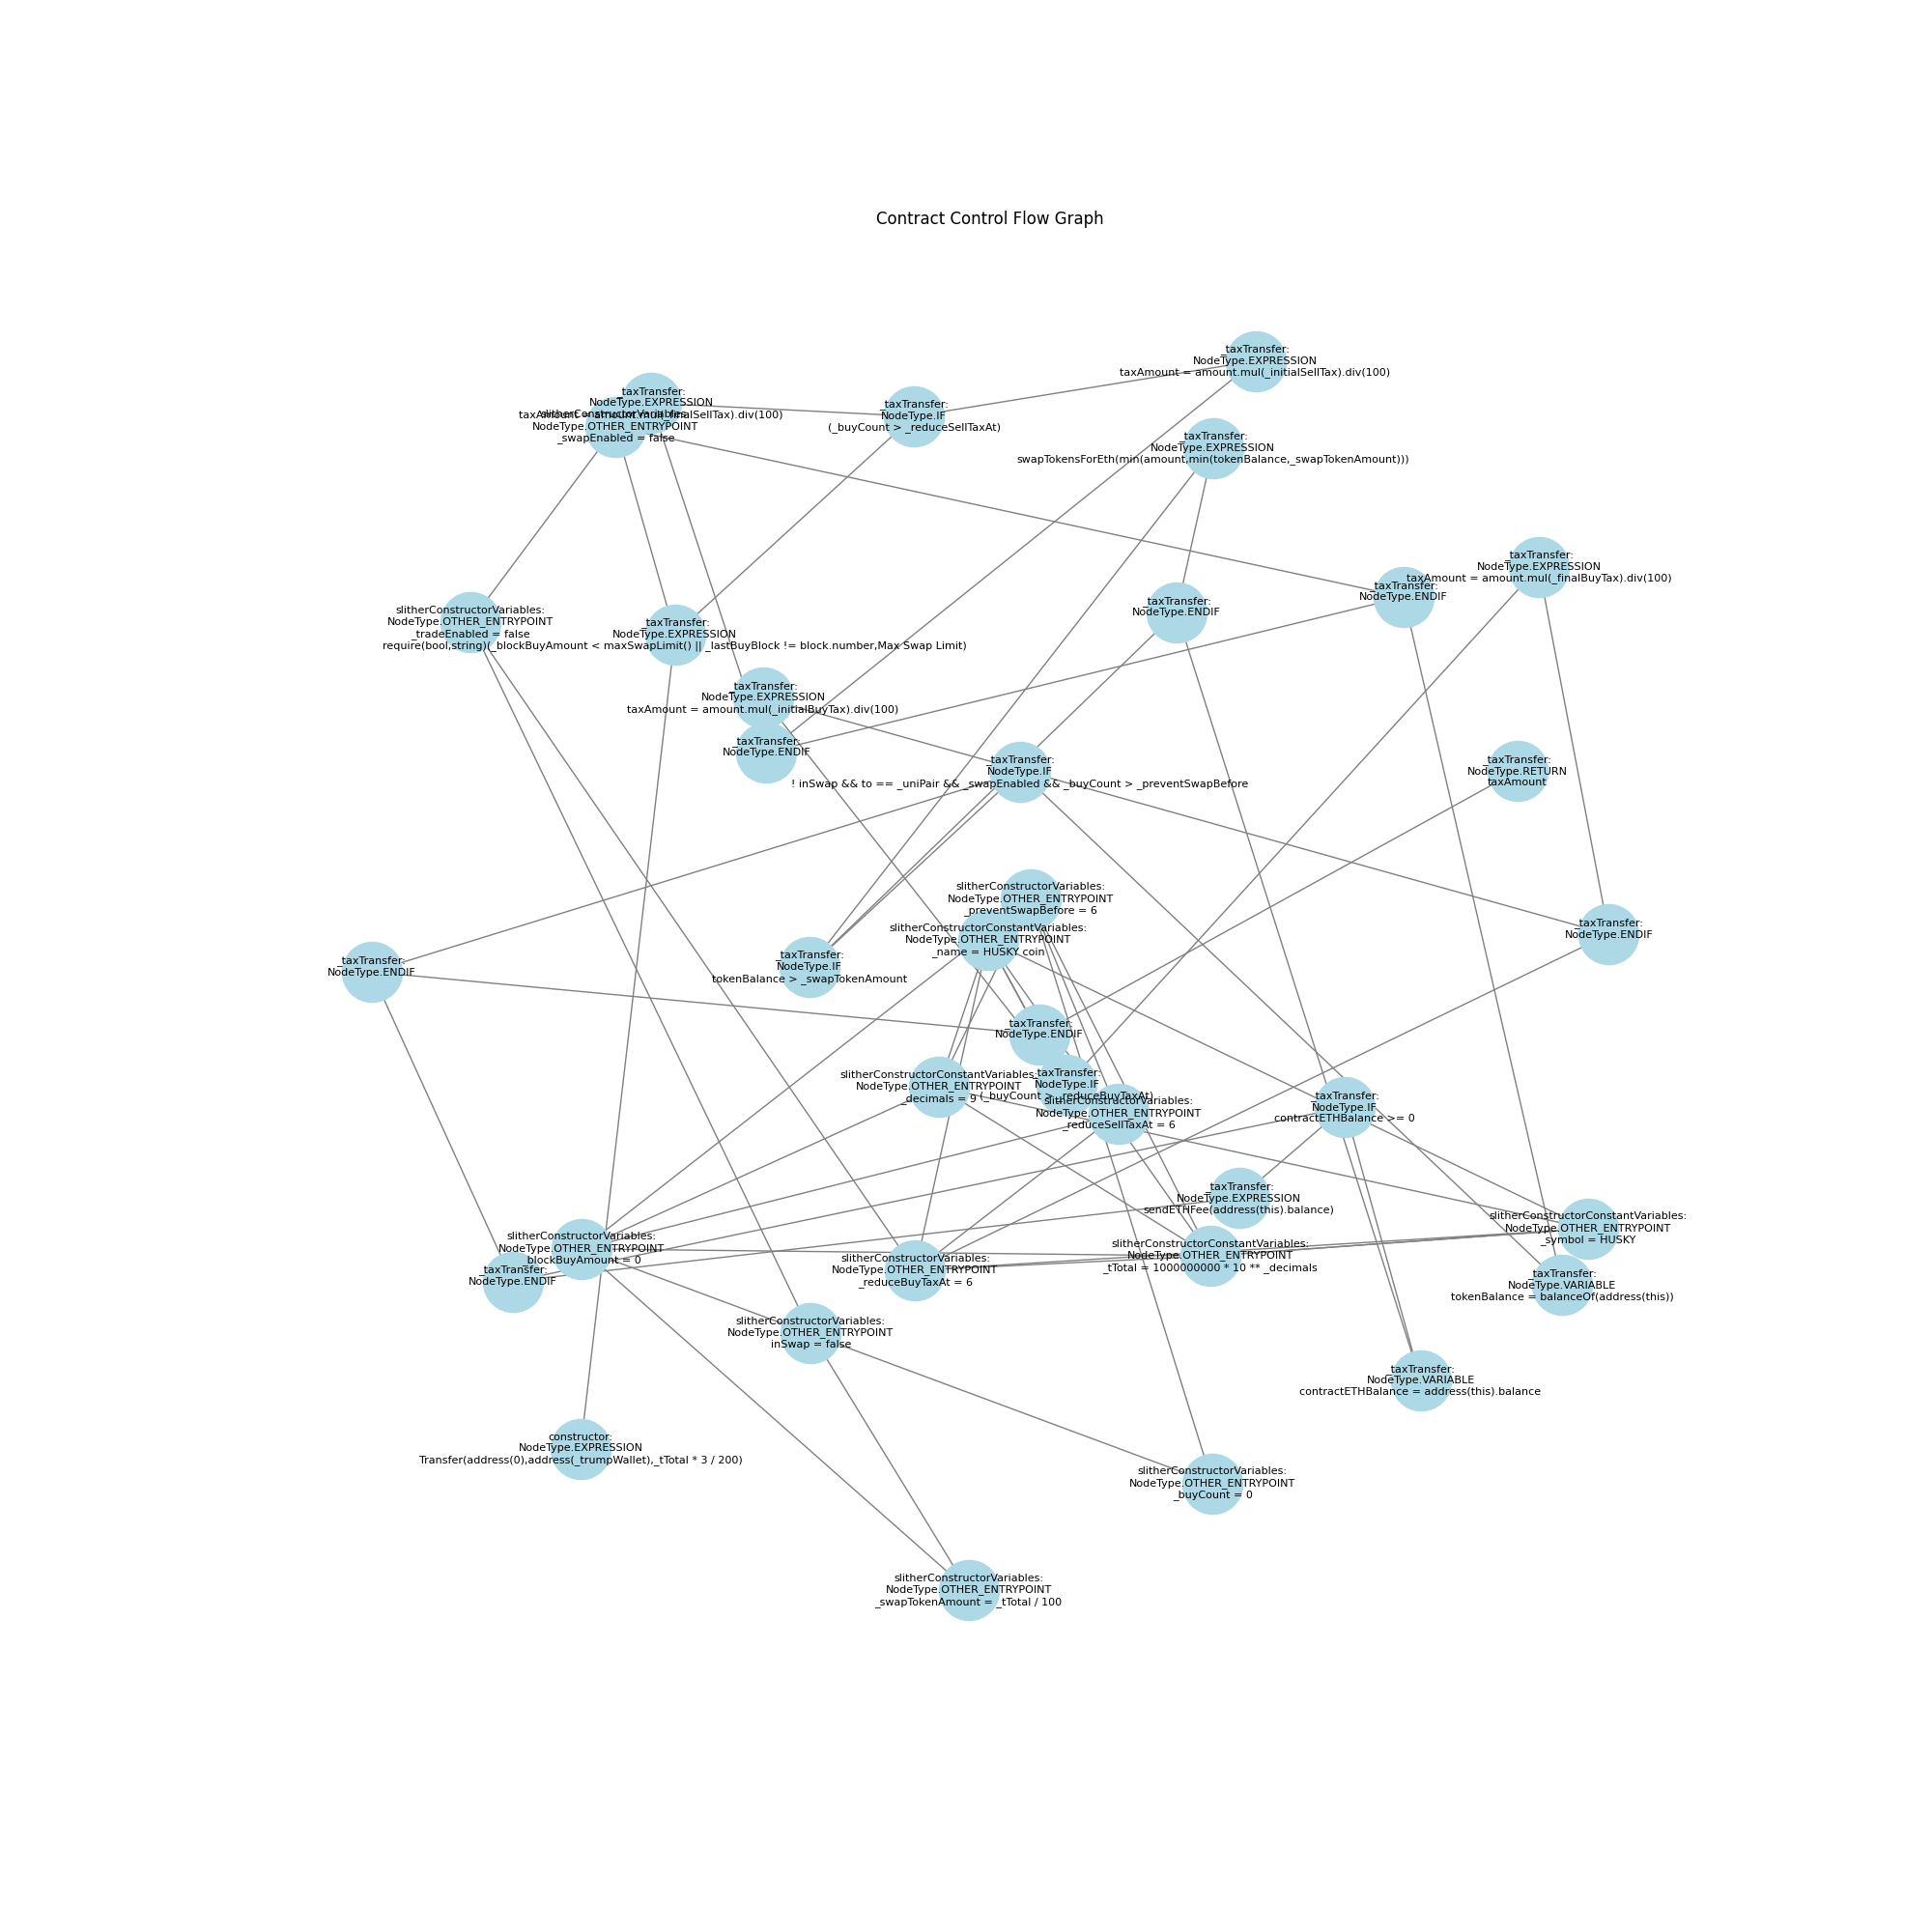 Contract Control Flow Graph
_taxTransfer:
NodeType.EXPRESSION
taxAmount = amount.mul(_initialSellTax).div(100)
_taxTransfer:
NodeType.EXPRESSION
taxAmount = amount.mul(_finalSellTax).div(100)
slitherConstructorVariables:
NodeType.OTHER_ENTRYPOINT
_swapEnabled = false
_taxTransfer:
NodeType.IF
(_buyCount > _reduceSellTaxAt)
_taxTransfer:
NodeType.EXPRESSION
swapTokensForEth(min(amount,min(tokenBalance,_swapTokenAmount)))
_taxTransfer:
NodeType.EXPRESSION
taxAmount = amount.mul(_finalBuyTax).div(100)
_taxTransfer:
NodeType.ENDIF
_taxTransfer:
NodeType.ENDIF
slitherConstructorVariables:
NodeType.OTHER_ENTRYPOINT
_tradeEnabled = false
_taxTransfer:
NodeType.EXPRESSION
require(bool,string)(_blockBuyAmount < maxSwapLimit() || _lastBuyBlock != block.number,Max Swap Limit)
_taxTransfer:
NodeType.EXPRESSION
taxAmount = amount.mul(_initialBuyTax).div(100)
_taxTransfer:
NodeType.ENDIF
_taxTransfer:
NodeType.IF
! inSwap && to == _uniPair && _swapEnabled && _buyCount > _preventSwapBefore
_taxTransfer:
NodeType.RETURN
taxAmount
slitherConstructorVariables:
NodeType.OTHER_ENTRYPOINT
_preventSwapBefore = 6
slitherConstructorConstantVariables:
NodeType.OTHER_ENTRYPOINT
_name = HUSKY coin
_taxTransfer:
NodeType.ENDIF
_taxTransfer:
NodeType.IF
tokenBalance > _swapTokenAmount
_taxTransfer:
NodeType.ENDIF
_taxTransfer:
NodeType.ENDIF
slitherConstructorConstantVariables:
NodeType.OTHER_ENTRYPOINT
_decimals = 9
_taxTransfer:
NodeType.IF
(_buyCount > _reduceBuyTaxAt)
slitherConstructorVariables:
NodeType.OTHER_ENTRYPOINT
_reduceSellTaxAt = 6
_taxTransfer:
NodeType.IF
contractETHBalance >= 0
_taxTransfer:
NodeType.EXPRESSION
sendETHFee(address(this).balance)
slitherConstructorConstantVariables:
NodeType.OTHER_ENTRYPOINT
_symbol = HUSKY
slitherConstructorVariables:
NodeType.OTHER_ENTRYPOINT
_blockBuyAmount = 0
slitherConstructorConstantVariables:
NodeType.OTHER_ENTRYPOINT
_tTotal = 1000000000 * 10 ** _decimals
slitherConstructorVariables:
NodeType.OTHER_ENTRYPOINT
_reduceBuyTaxAt = 6
_taxTransfer:
NodeType.ENDIF
_taxTransfer:
NodeType.VARIABLE
tokenBalance = balanceOf(address(this))
slitherConstructorVariables:
NodeType.OTHER_ENTRYPOINT
inSwap = false
_taxTransfer:
NodeType.VARIABLE
contractETHBalance = address(this).balance
constructor:
NodeType.EXPRESSION
Transfer(address(0),address(_trumpWallet),_tTotal * 3 / 200)
slitherConstructorVariables:
NodeType.OTHER_ENTRYPOINT
_buyCount = 0
slitherConstructorVariables:
NodeType.OTHER_ENTRYPOINT
_swapTokenAmount = _tTotal / 100